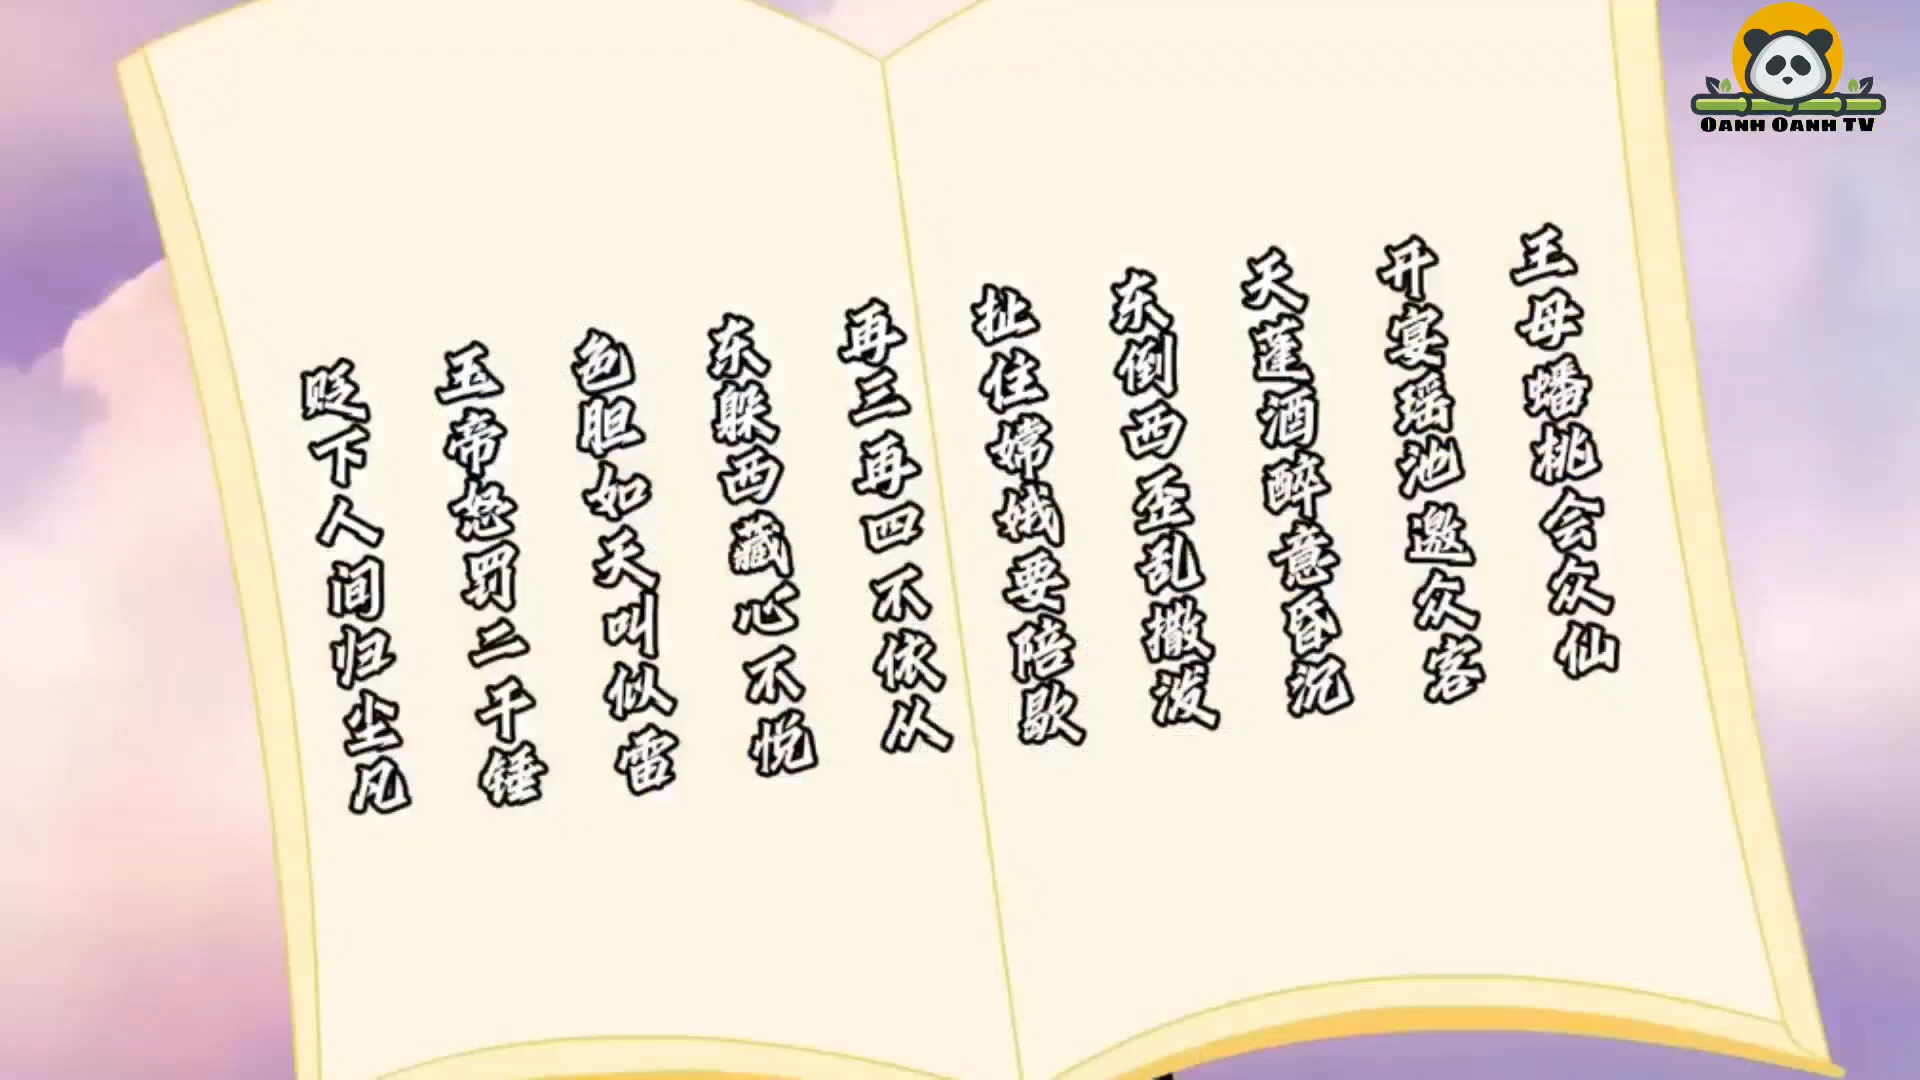 王母蟠桃会众仙
开宴瑶池邀众客
天蓬酒醉意昏沉
东倒西歪乱撒泼
扯住嫦娥要陪歇
再三再四不依从
东躲西藏心不悦
色胆如天叫似雷
玉帝怒罚二千锤
贬下人间归尘凡
OANH OANH TV